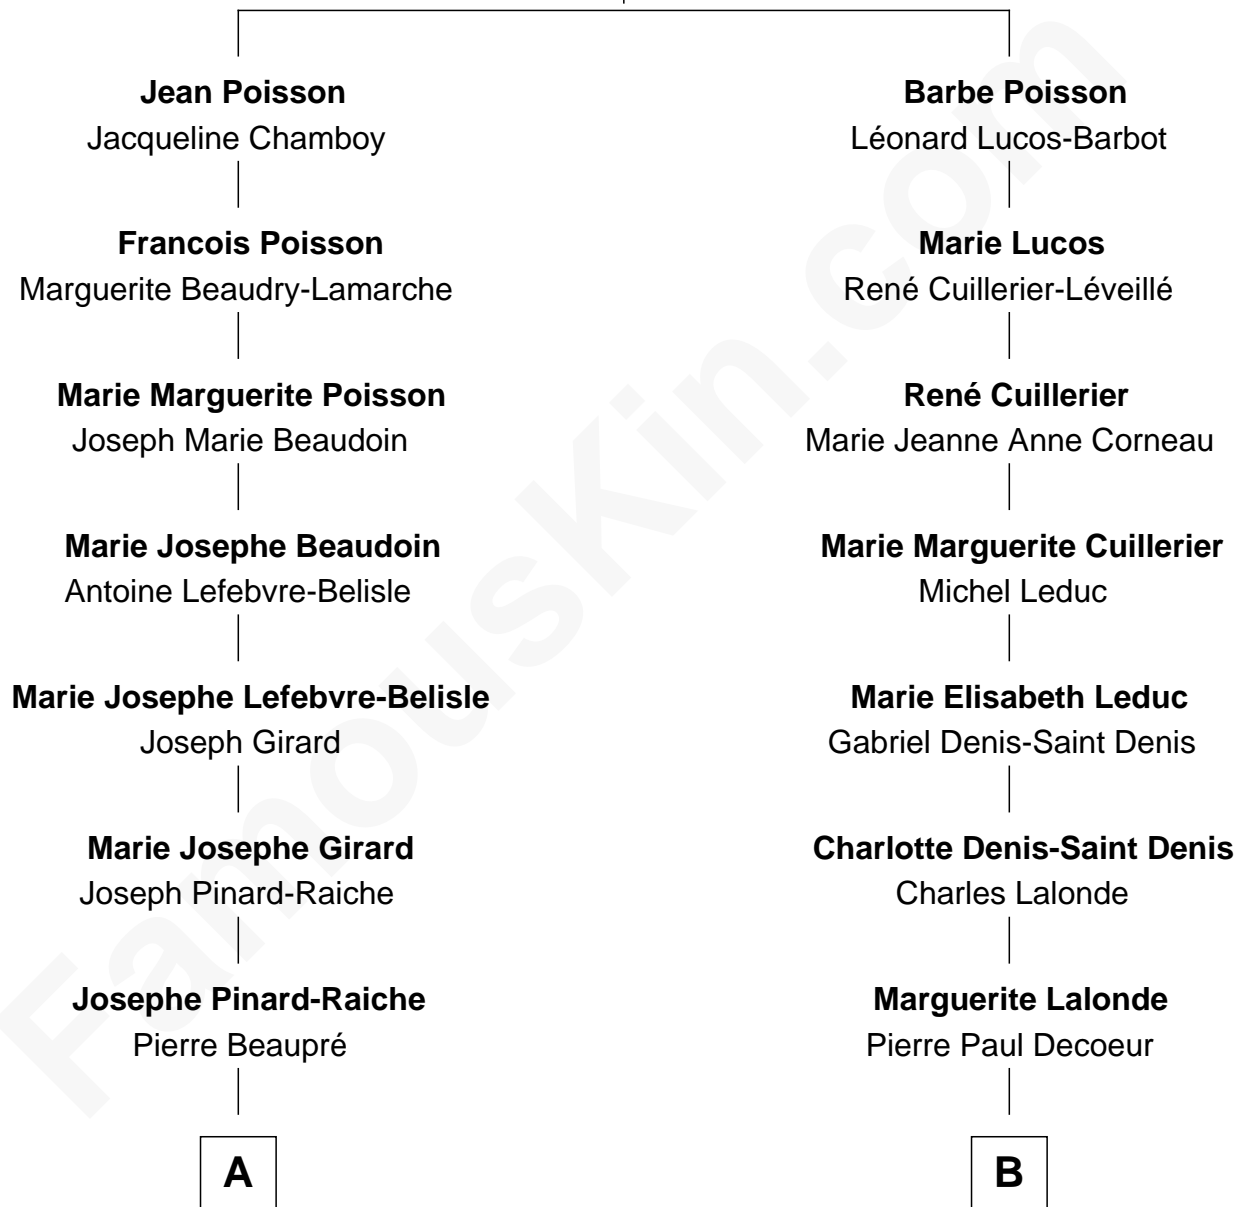 Jean Poisson
Jacqueline Chamboy
Francois Poisson
Marguerite Beaudry-Lamarche
Marie Marguerite Poisson
Joseph Marie Beaudoin
Marie Josephe Beaudoin
Antoine Lefebvre-Belisle
Marie Josephe Lefebvre-Belisle
Joseph Girard
Marie Josephe Girard
Joseph Pinard-Raiche
Josephe Pinard-Raiche
Pierre Beaupré
A
Barbe Poisson
Léonard Lucos-Barbot
Marie Lucos
René Cuillerier-Léveillé
René Cuillerier
Marie Jeanne Anne Corneau
Marie Marguerite Cuillerier
Michel Leduc
Marie Elisabeth Leduc
Gabriel Denis-Saint Denis
Charlotte Denis-Saint Denis
Charles Lalonde
Marguerite Lalonde
Pierre Paul Decoeur
B
FamousKin.com